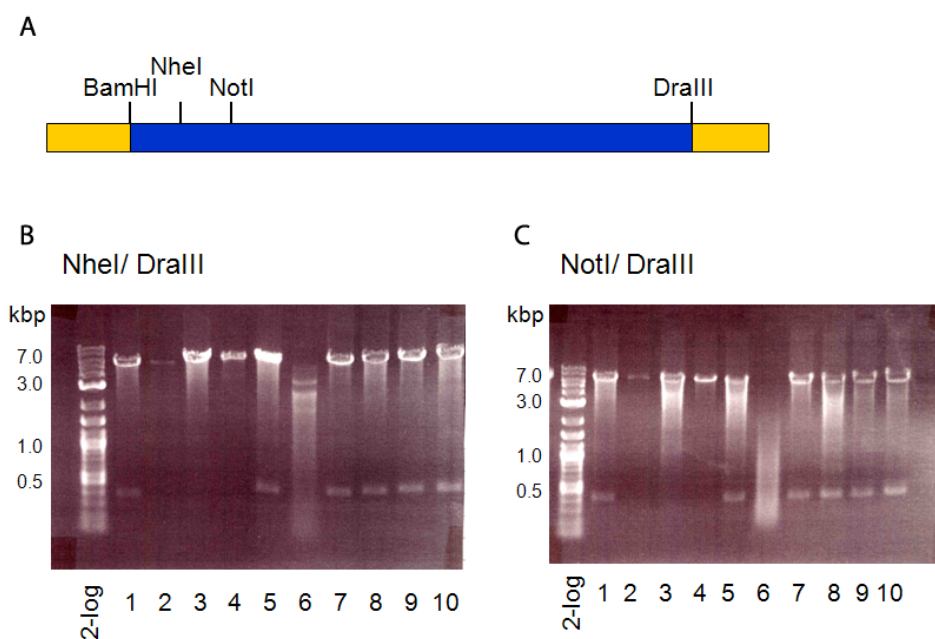 A
NheI
BamHI NotI DraIII
B
C
NheI/ DraIII
NotI/ DraIII
kbp
kbp
7.0
3.0
1.0
0.5
7.0
3.0
1.0
0.5
2-log 1 2 3 4 5 6 7 8 9 10
2-log 1 2 3 4 5 6 7 8 9 10